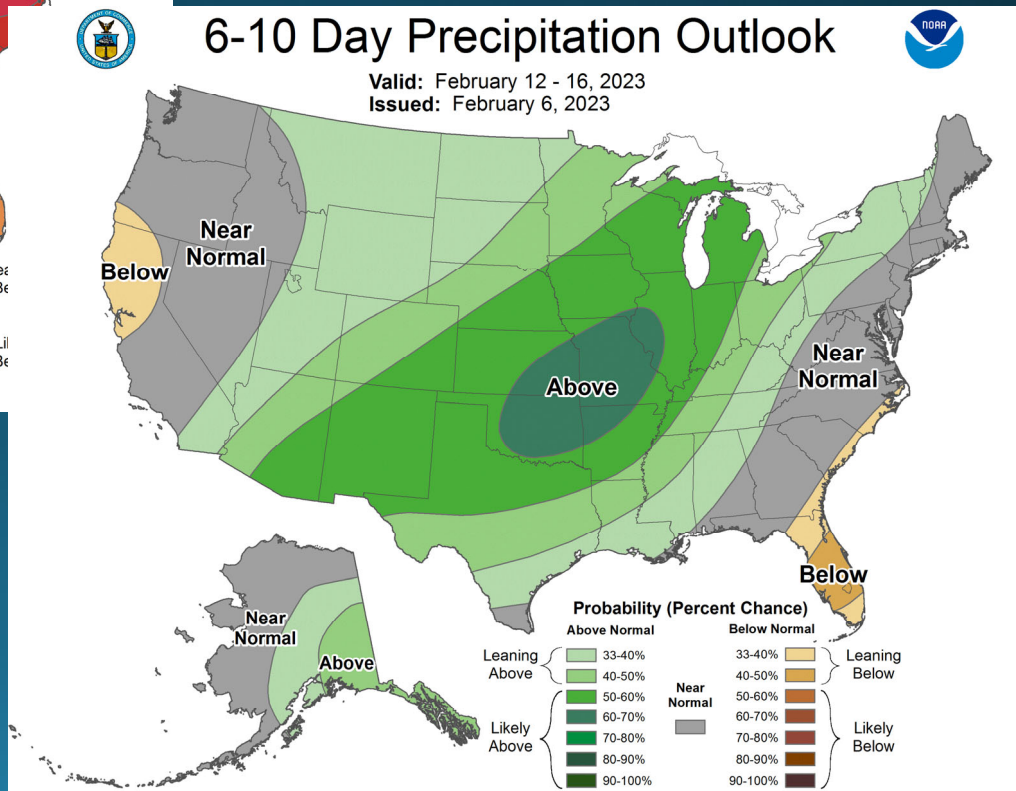 6-10 Day Precipitation Outlook
Valid: February 12 - 16, 2023
Issued: February 6, 2023
NOAA
Near
Normal
Below
Above
Near
Normal
Below
Near
Normal
Above
Probability (Percent Chance)
Above Normal
Below Normal
Leaning
Above
33-40%
40-50%
Likely
Above
50-60%
60-70%
70-80%
80-90%
90-100%
Near
Normal
33-40%
40-50%
Leaning
Below
50-60%
60-70%
70-80%
80-90%
90-100%
Likely
Below